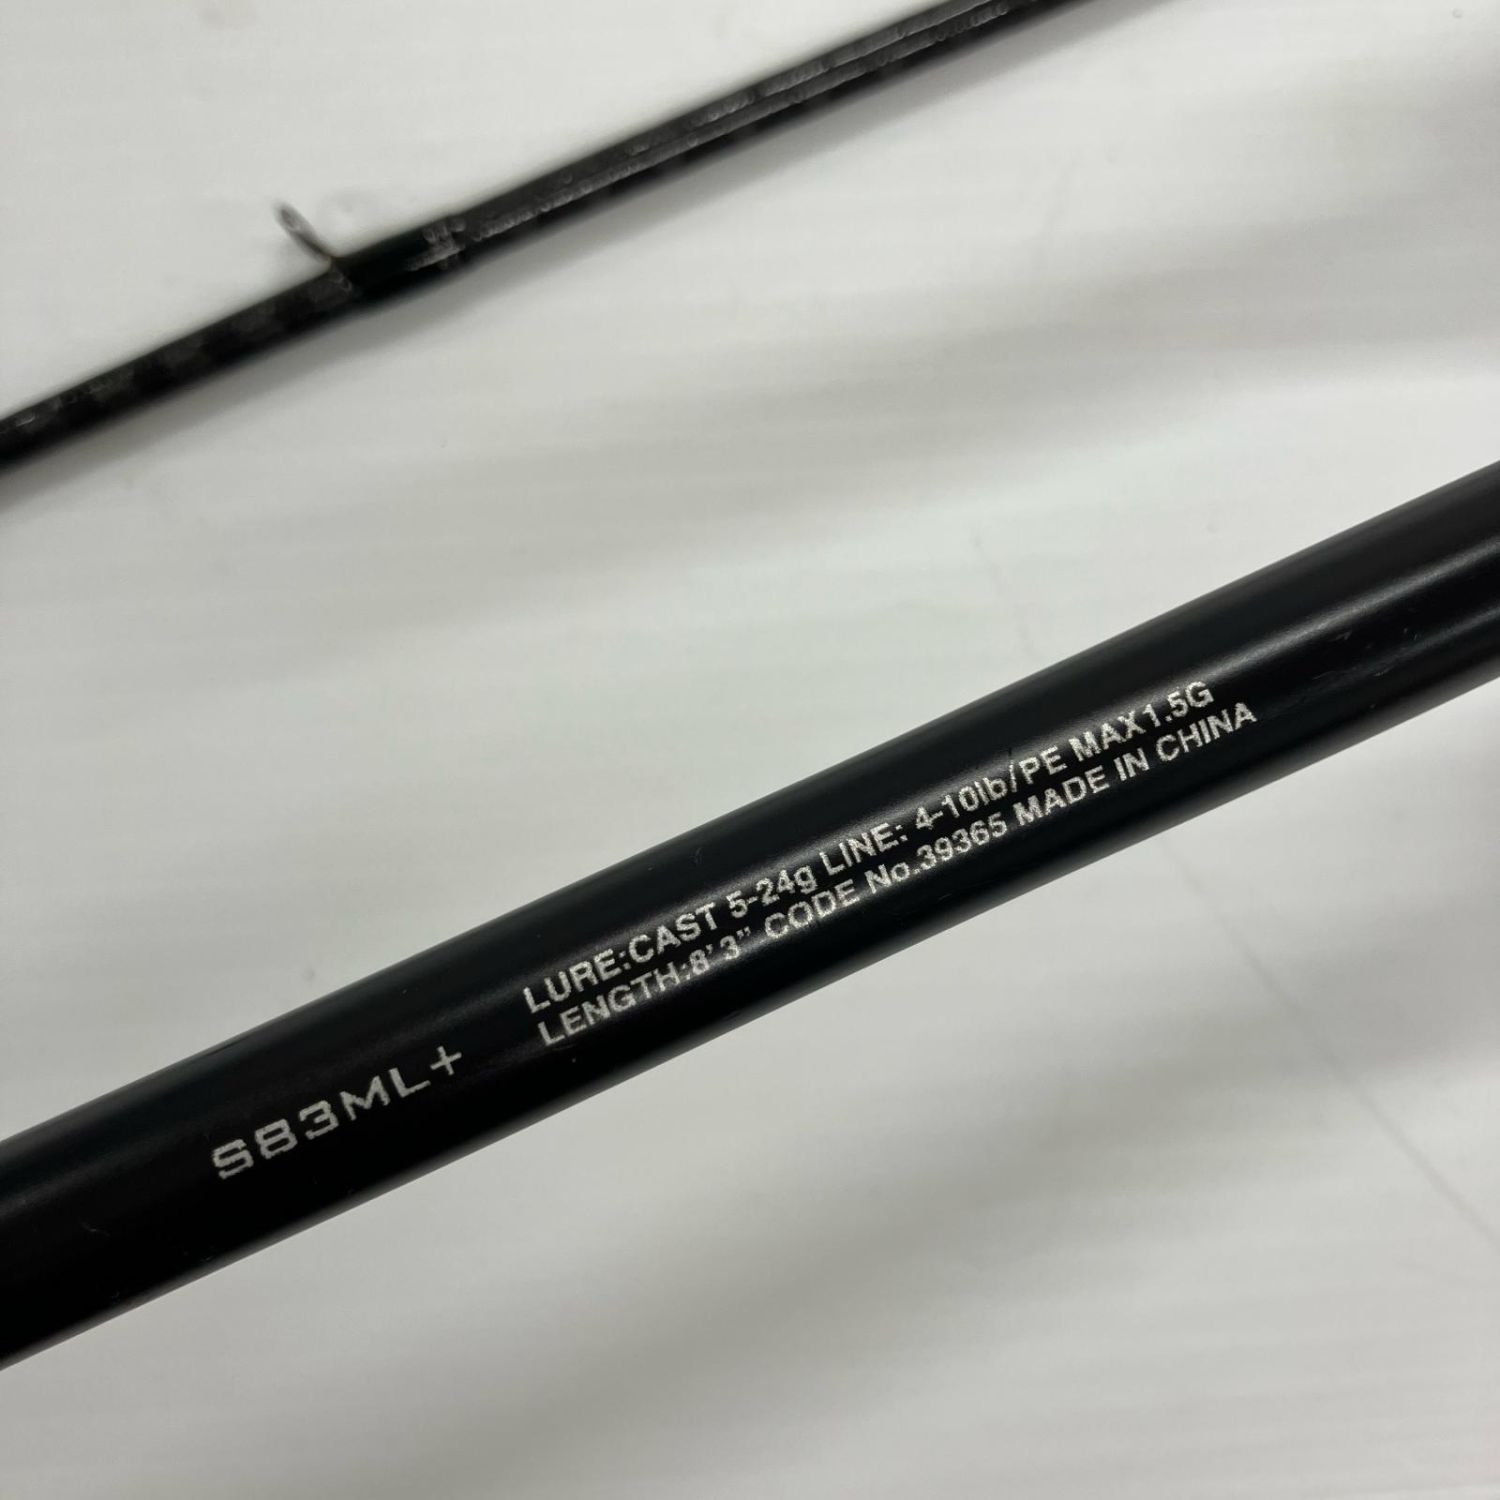 S83ML+
LURE:CAST 5-24g LINE: 4-10lb/PE MAX1.5G
LENGTH:8'3" CODE No.39365 MADE IN CHINA